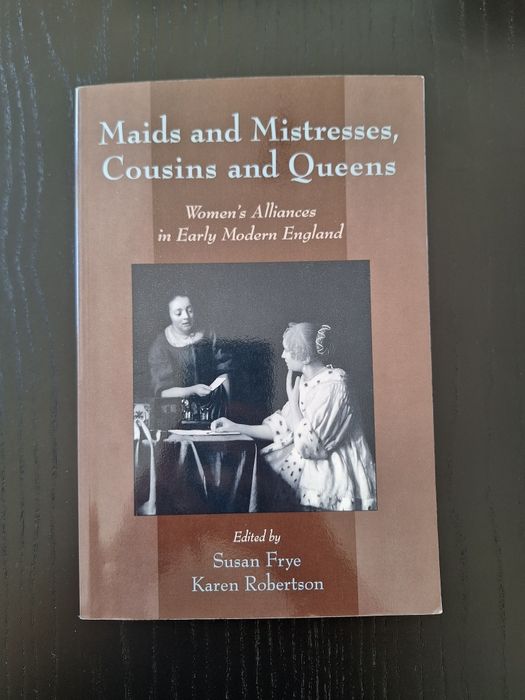 Maids and Mistresses,
Cousins and Queens
Women's Alliances
in Early Modern England
Edited by
Susan Frye
Karen Robertson